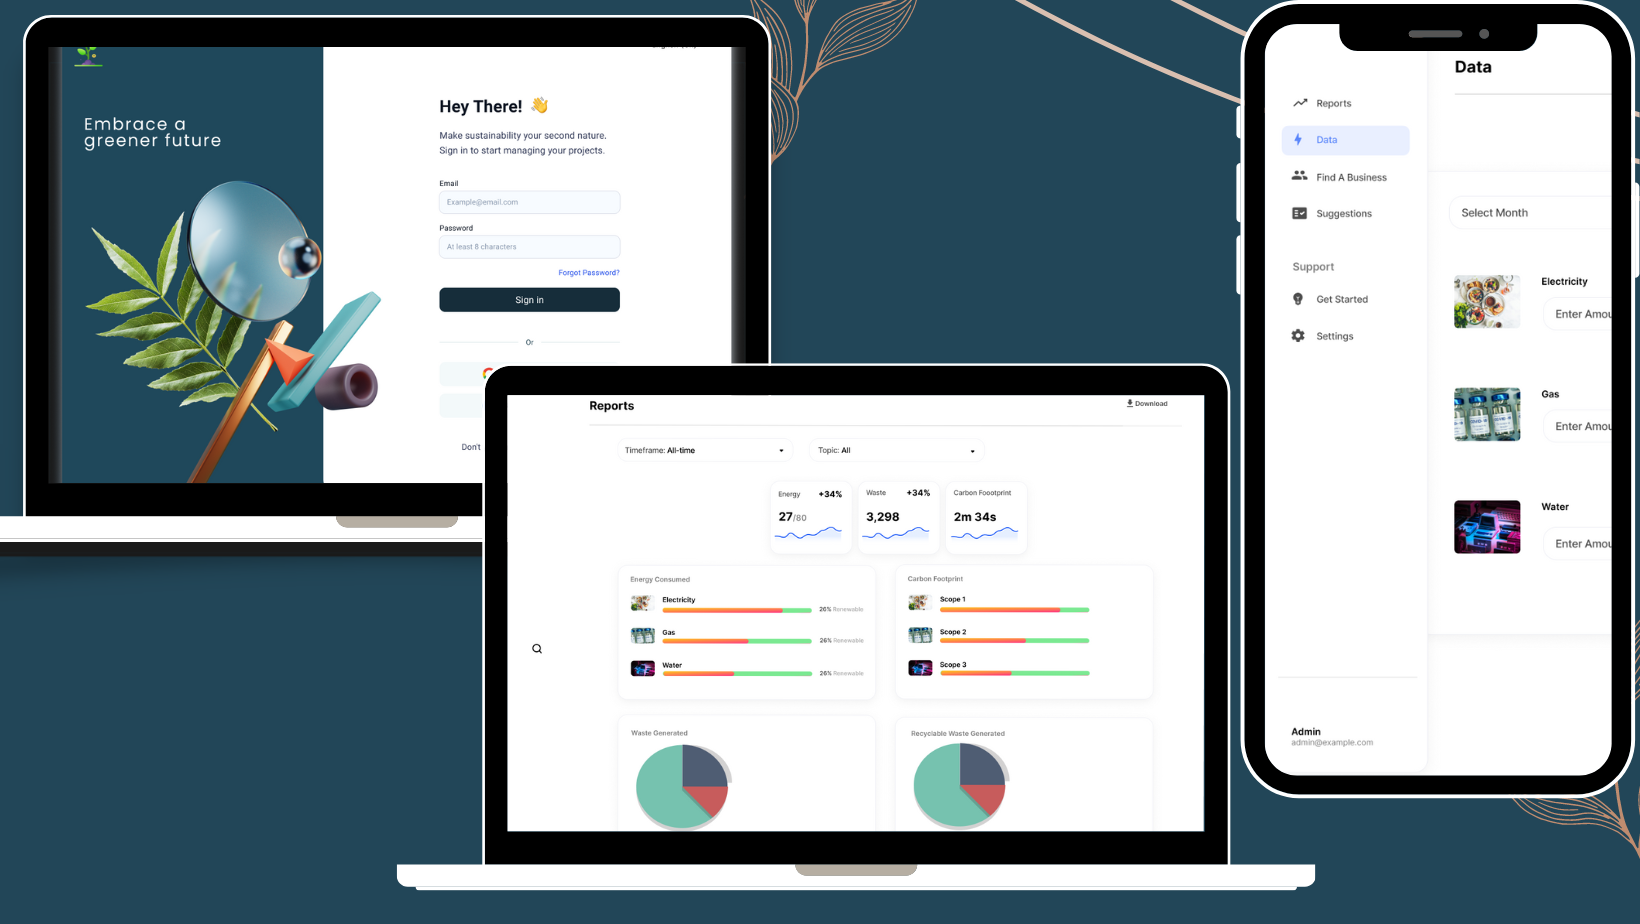 Embrace a
greener future
Hey There! 👋
Make sustainability your second nature.
Sign in to start managing your projects.
Email
Example@email.com
Password
At least 8 characters
Forgot Password?
Sign in
Or
Don't
Reports
Download
Timeframe: All-time
Topic: All
Energy +34%
27/80
Waste +34%
3,298
Carbon Foootprint
2m 34s
Energy Consumed
Electricity
26% Renewable
Gas
26% Renewable
Water
26% Renewable
Carbon Footprint
Scope 1
Scope 2
Scope 3
Waste Generated
Recyclable Waste Generated
Reports
Data
Find A Business
Suggestions
Support
Get Started
Settings
Admin
admin@example.com
Data
Select Month
Electricity
Enter Amou
Gas
Enter Amou
Water
Enter Amou